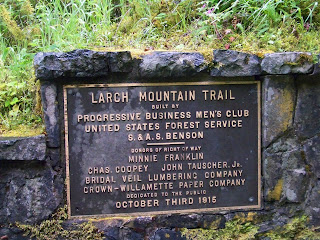 LARCH MOUNTAIN TRAIL
BUILT BY
PROGRESSIVE BUSINESS MEN'S CLUB
UNITED STATES FOREST SERVICE
S. & A. S. BENSON
DONORS OF RIGHT OF WAY
MINNIE FRANKLIN
CHAS. COOPEY JOHN TAUSCHER, JR.
BRIDAL VEIL LUMBERING COMPANY
CROWN-WILLAMETTE PAPER COMPANY
DEDICATED TO THE PUBLIC
OCTOBER THIRD 1915